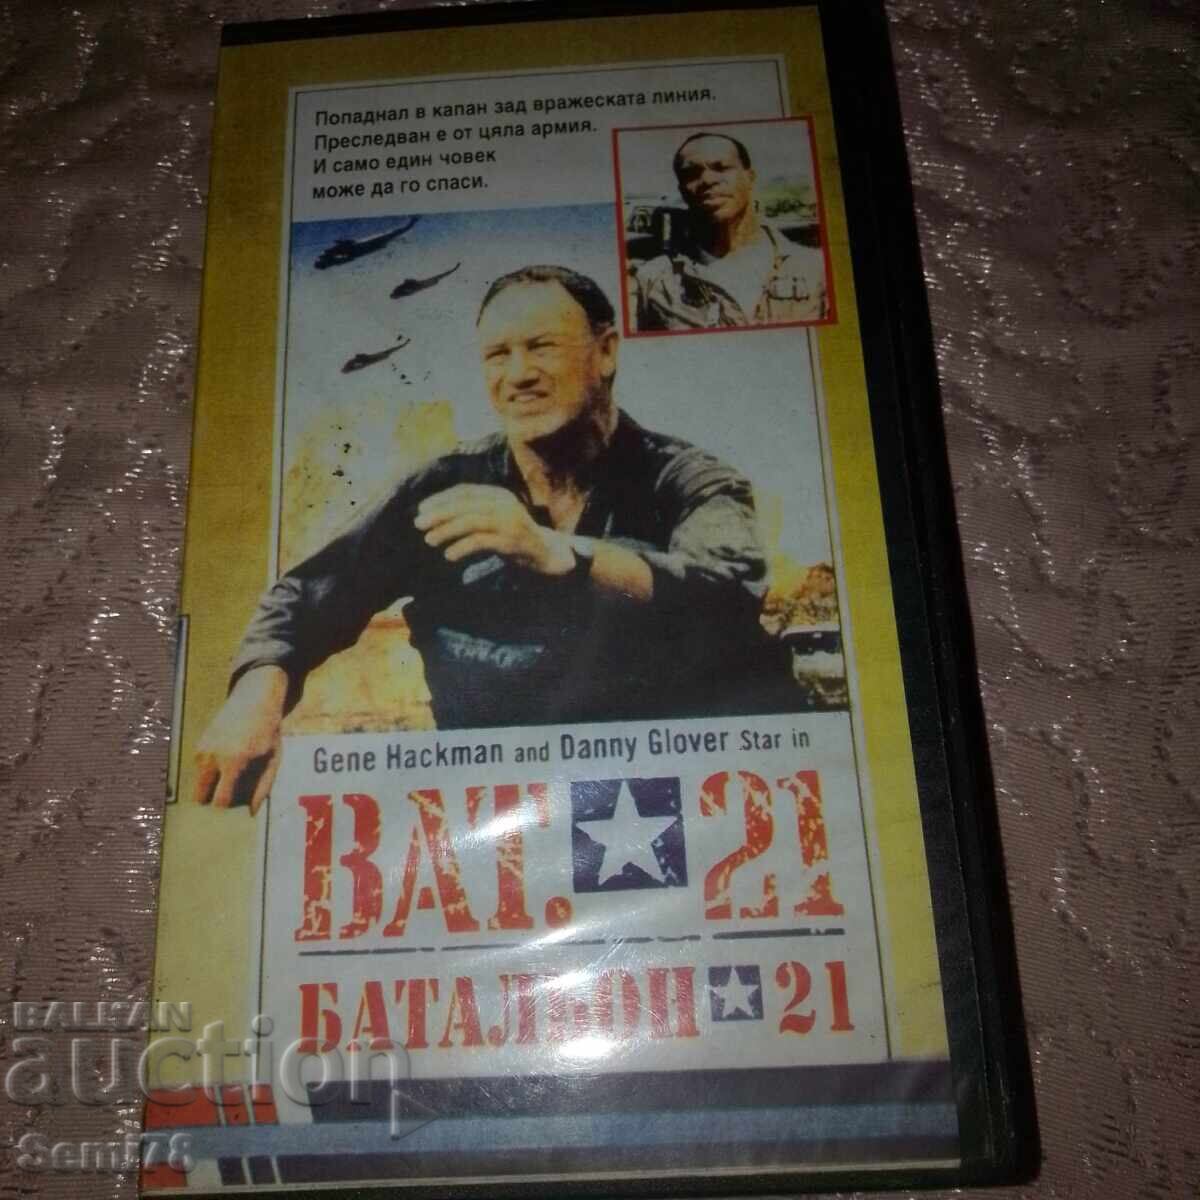 Попаднал в капан зад вражеската линия.
Преследван е от цяла армия.
И само един човек
може да го спаси.
Gene Hackman and Danny Glover Star in
BAT. 21
БАТАЛЬОН 21
BALKAN
auction
Semi78